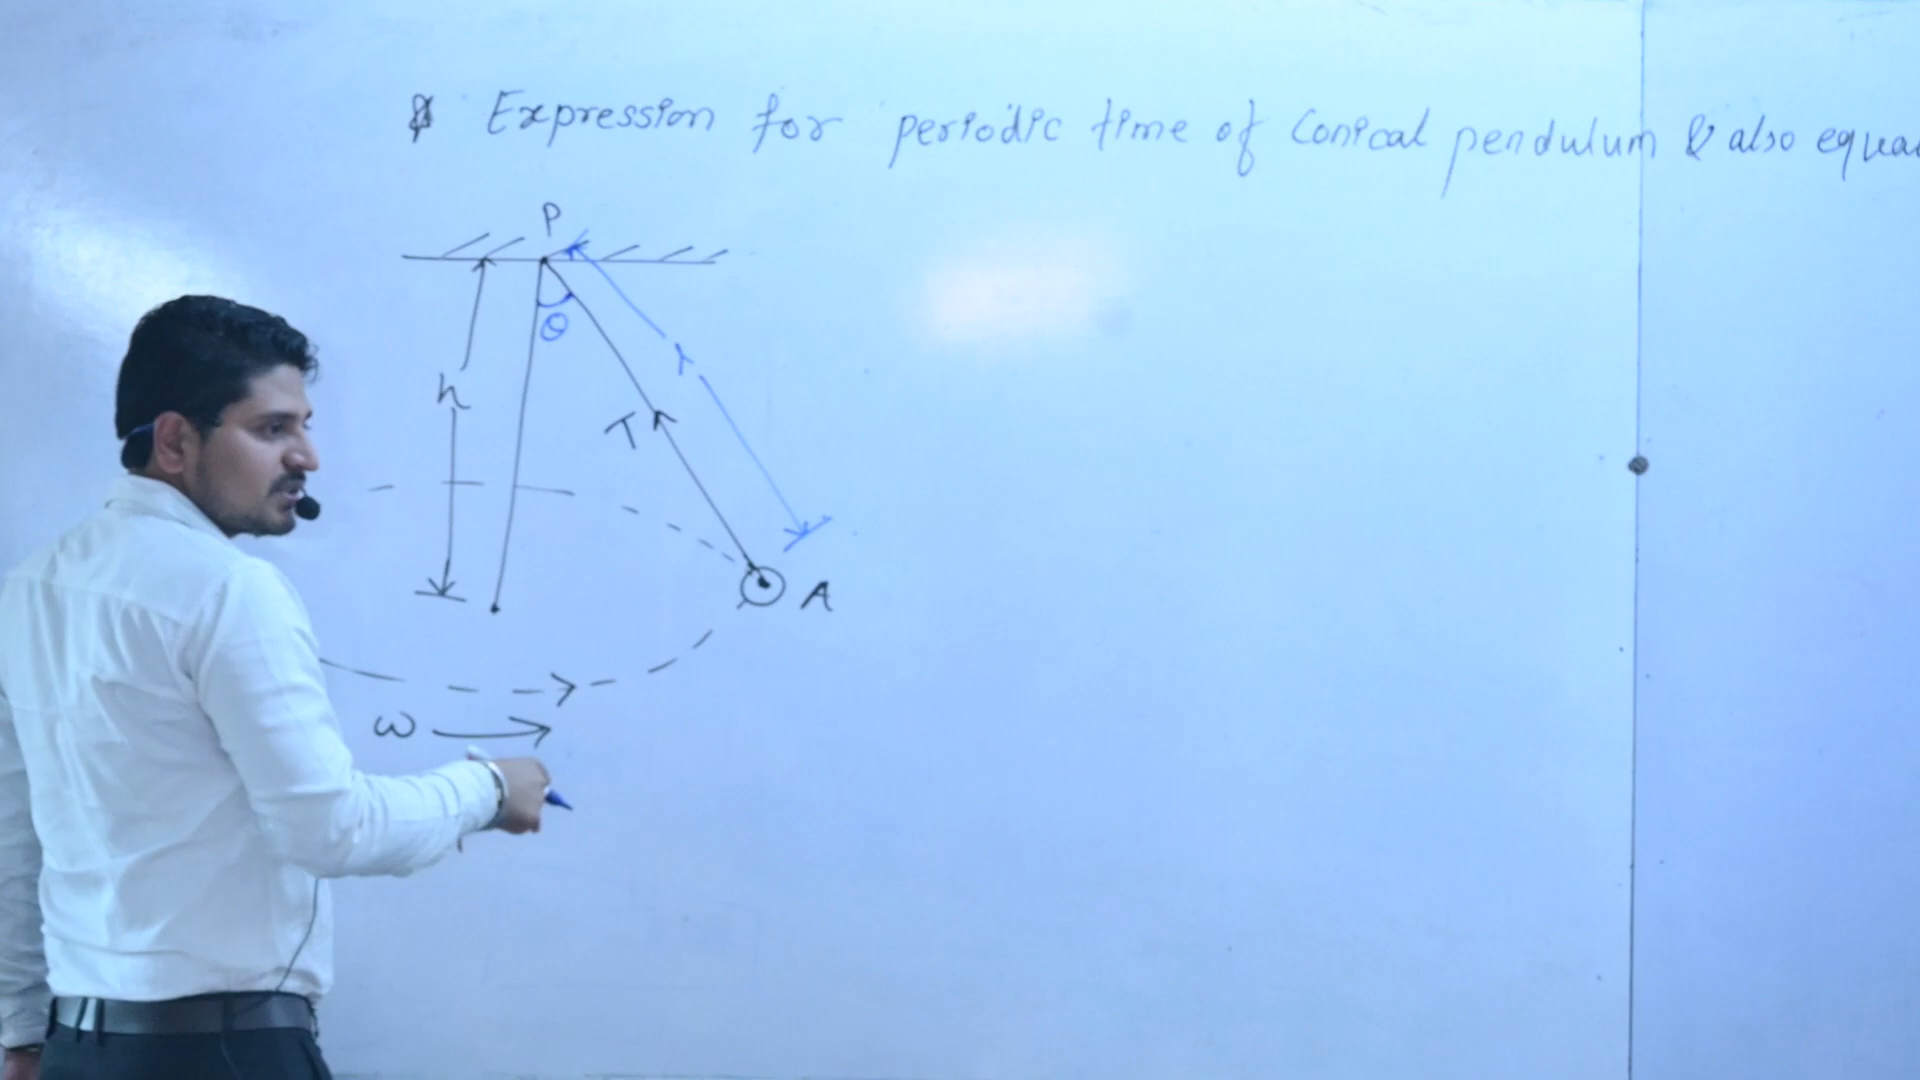 Expression for periodic time of Conical pendulum & also equa
P
θ
h
T
A
ω